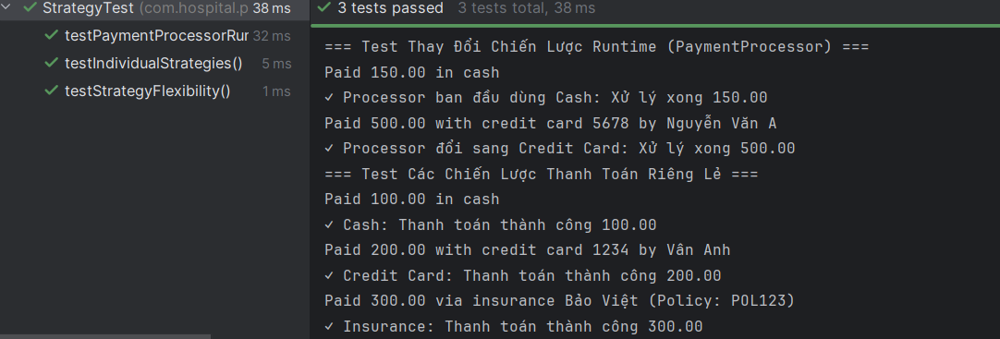 StrategyTest (com.hospital.p 38 ms
testPaymentProcessorRur 32 ms
testIndividualStrategies() 5 ms
testStrategyFlexibility() 1 ms
✓ 3 tests passed 3 tests total, 38 ms
=== Test Thay Đổi Chiến Lược Runtime (PaymentProcessor) ===
Paid 150.00 in cash
✓ Processor ban đầu dùng Cash: Xử lý xong 150.00
Paid 500.00 with credit card 5678 by Nguyễn Văn A
✓ Processor đổi sang Credit Card: Xử lý xong 500.00
=== Test Các Chiến Lược Thanh Toán Riêng Lẻ ===
Paid 100.00 in cash
✓ Cash: Thanh toán thành công 100.00
Paid 200.00 with credit card 1234 by Vân Anh
✓ Credit Card: Thanh toán thành công 200.00
Paid 300.00 via insurance Bảo Việt (Policy: POL123)
✓ Insurance: Thanh toán thành công 300.00